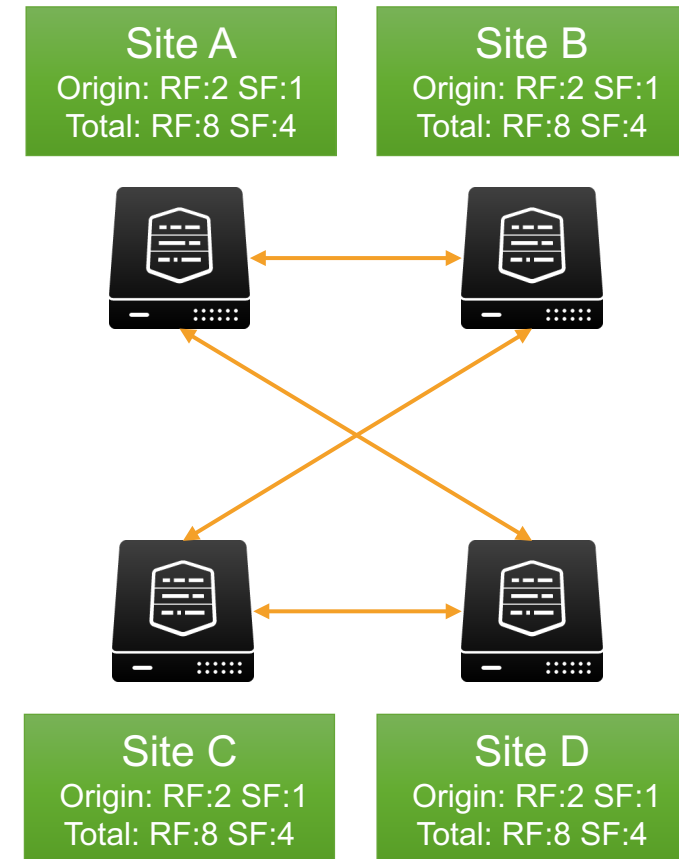 Site A
Origin: RF:2 SF:1
Total: RF:8 SF:4
Site B
Origin: RF:2 SF:1
Total: RF:8 SF:4
Site C
Origin: RF:2 SF:1
Total: RF:8 SF:4
Site D
Origin: RF:2 SF:1
Total: RF:8 SF:4